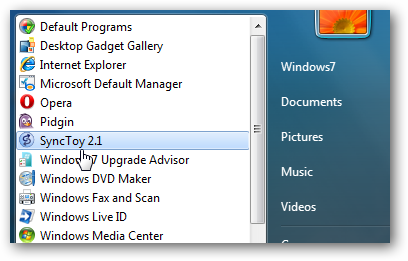 Default Programs
Desktop Gadget Gallery
Internet Explorer
Microsoft Default Manager
Opera
Pidgin
SyncToy 2.1
Windows 7 Upgrade Advisor
Windows DVD Maker
Windows Fax and Scan
Windows Live ID
Windows Media Center
Windows7
Documents
Pictures
Music
Videos